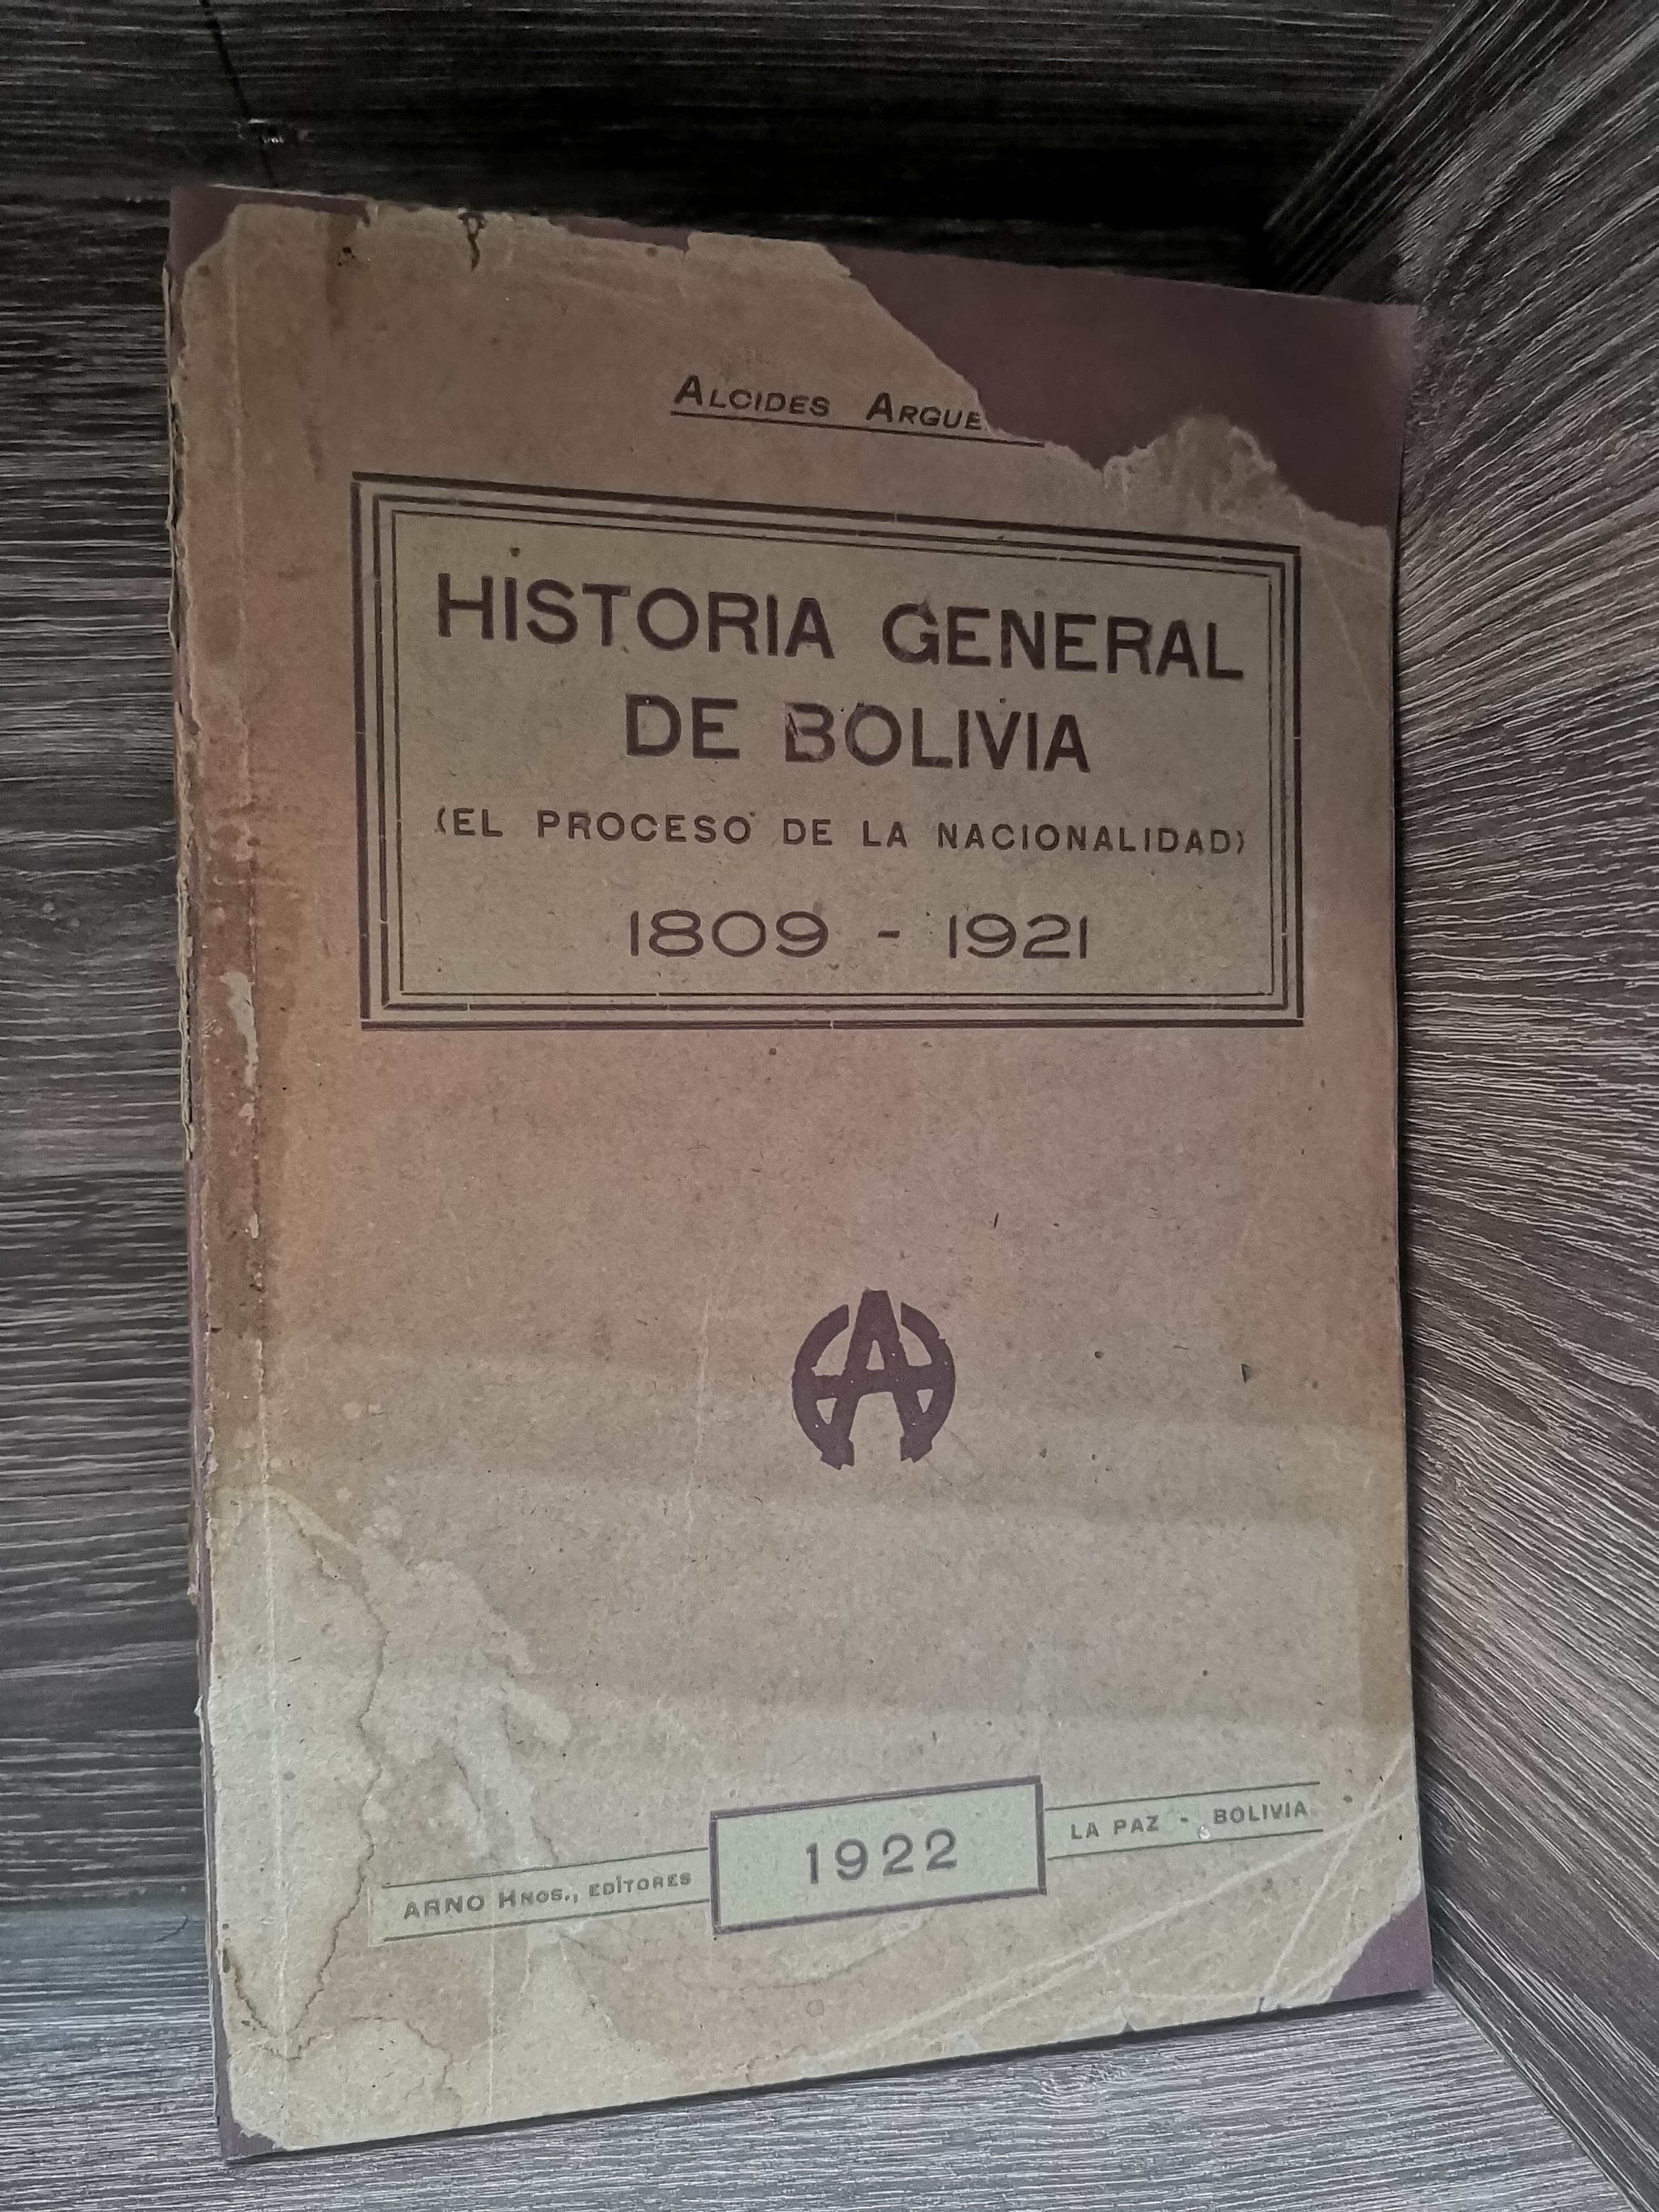 ALCIDES ARGUE
HISTORIA GENERAL
DE BOLIVIA
(EL PROCESO DE LA NACIONALIDAD)
1809 - 1921
ARNO HNOS., EDITORES
1922
LA PAZ - BOLIVIA